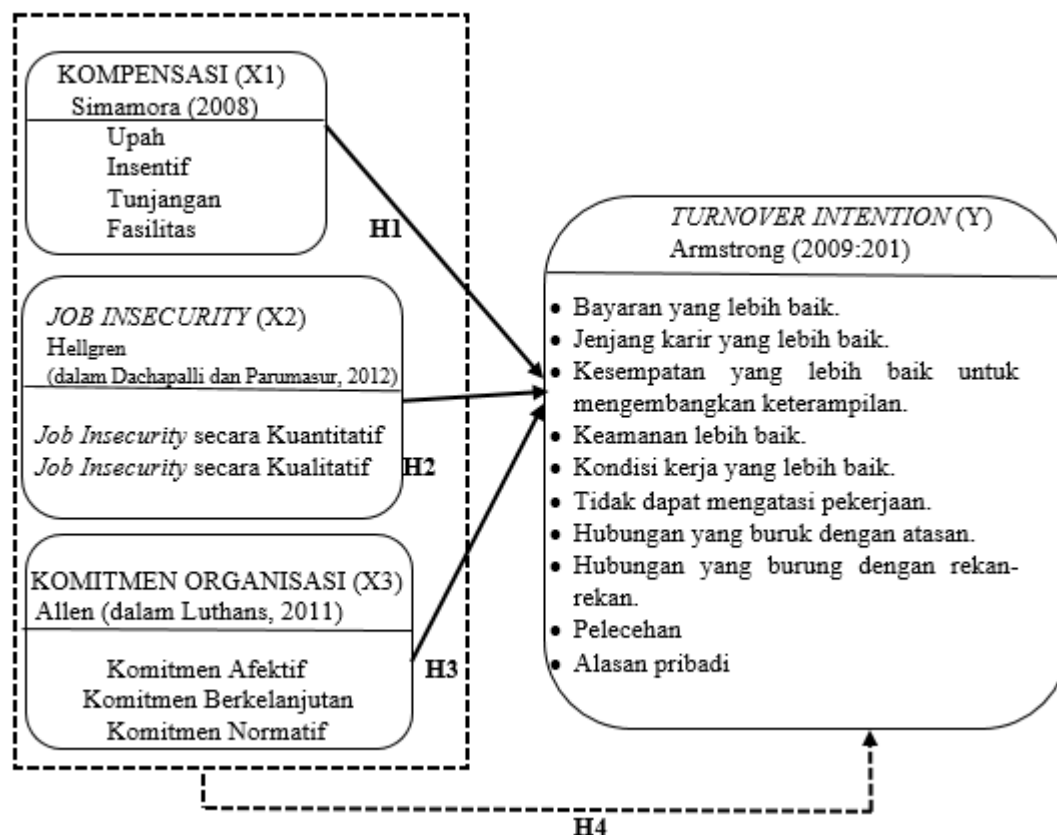 KOMPENSASI (X1)
Simamora (2008)
Upah
Insentif
Tunjangan
Fasilitas
H1
JOB INSECURITY (X2)
Hellgren
(dalam Dachapalli dan Parumasur, 2012)
Job Insecurity secara Kuantitatif
Job Insecurity secara Kualitatif
H2
KOMITMEN ORGANISASI (X3)
Allen (dalam Luthans, 2011)
Komitmen Afektif
Komitmen Berkelanjutan
Komitmen Normatif
H3
TURNOVER INTENTION (Y)
Armstrong (2009:201)
• Bayaran yang lebih baik.
• Jenjang karir yang lebih baik.
• Kesempatan yang lebih baik untuk
mengembangkan keterampilan.
• Keamanan lebih baik.
• Kondisi kerja yang lebih baik.
• Tidak dapat mengatasi pekerjaan.
• Hubungan yang buruk dengan atasan.
• Hubungan yang burung dengan rekan-
rekan.
• Pelecehan
• Alasan pribadi
H4